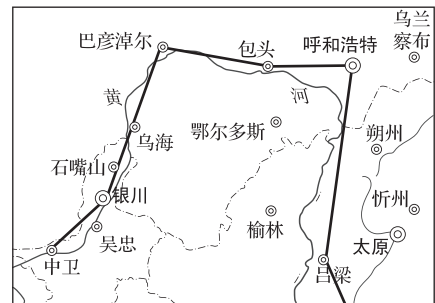 乌兰
察布
呼和浩特
巴彦淖尔
包头
黄
河
鄂尔多斯
乌海
朔州
石嘴山
银川
忻州
榆林
吴忠
太原
中卫
吕梁